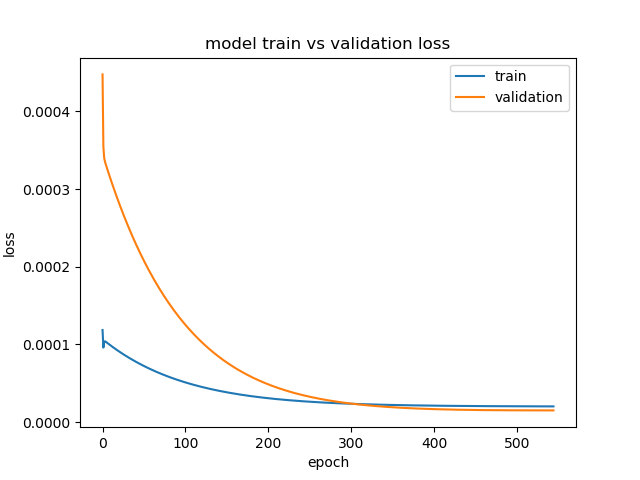 model train vs validation loss
train
validation
0.0004
0.0003
0.0002
0.0001
0.0000
loss
0
100
200
300
400
500
epoch